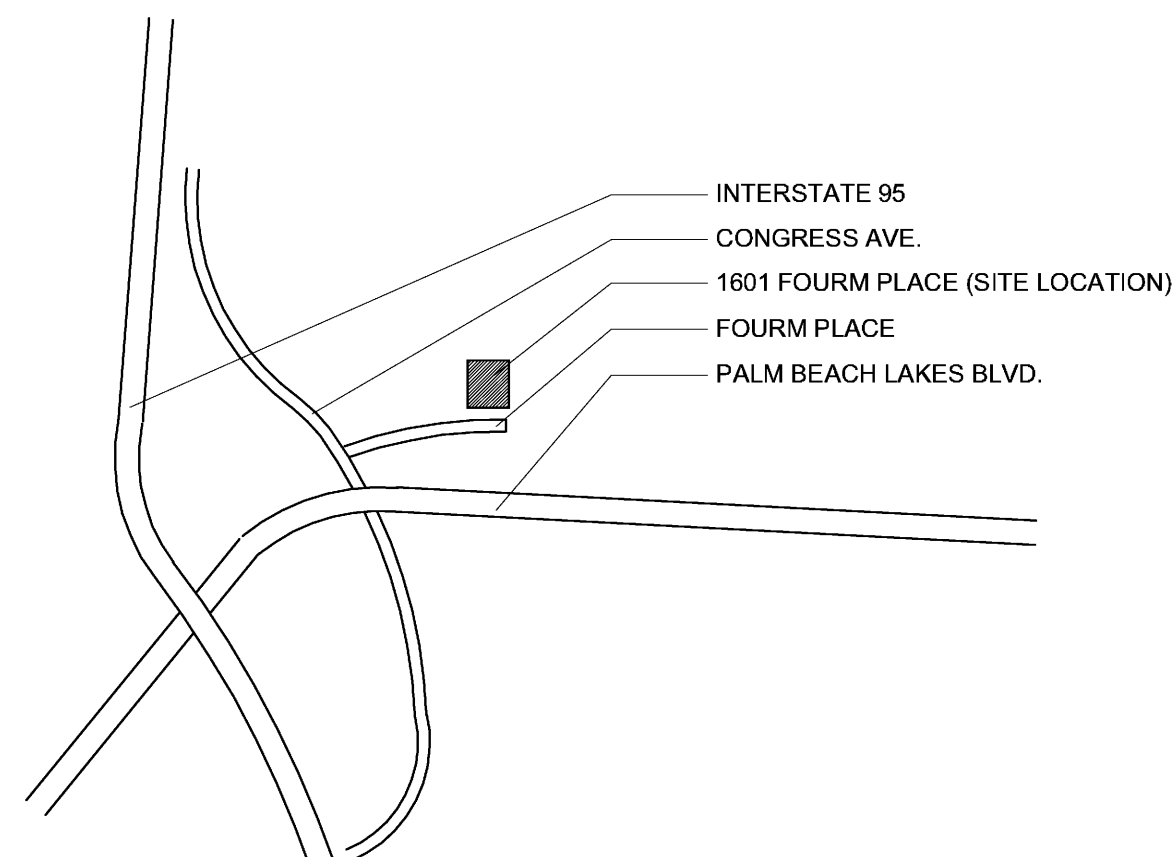 INTERSTATE 95
CONGRESS AVE.
1601 FOURM PLACE (SITE LOCATION)
FOURM PLACE
PALM BEACH LAKES BLVD.